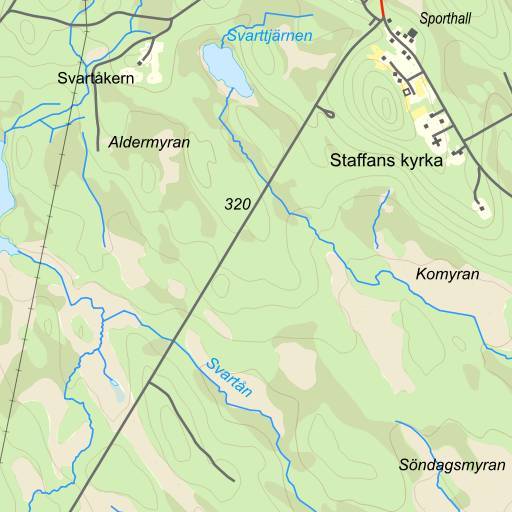 Sporthall
Svarttjärnen
Svartåkern
Aldermyran
Staffans kyrka
320
Komyran
Svartån
Söndagsmyran